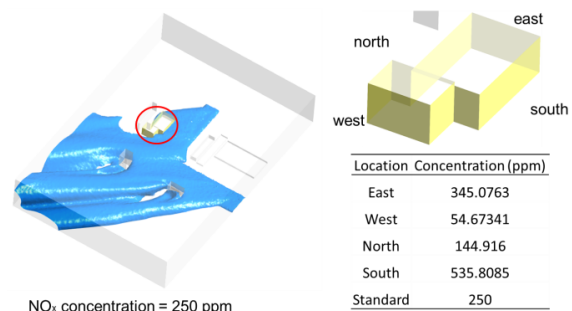 east
north
west
south
Location Concentration (ppm)
East 345.0763
West 54.67341
North 144.916
South 535.8085
Standard 250
NOx concentration = 250 ppm